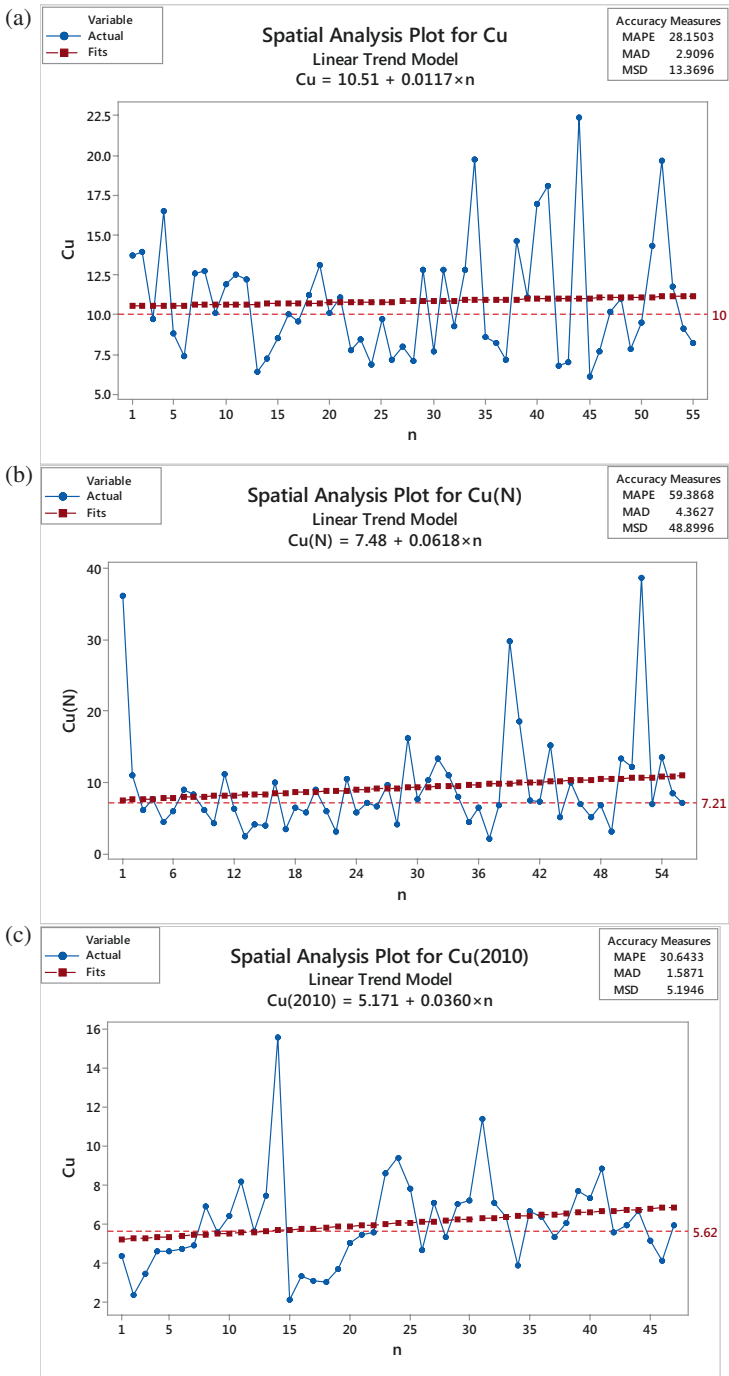 (a)
Variable
Actual
Fits
Spatial Analysis Plot for Cu
Linear Trend Model
Cu = 10.51 + 0.0117×n
Accuracy Measures
MAPE 28.1503
MAD 2.9096
MSD 13.3696
Cu
22.5
20.0
17.5
15.0
12.5
10.0
7.5
5.0
10
1 5 10 15 20 25 30 35 40 45 50 55
n
(b)
Variable
Actual
Fits
Spatial Analysis Plot for Cu(N)
Linear Trend Model
Cu(N) = 7.48 + 0.0618×n
Accuracy Measures
MAPE 59.3868
MAD 4.3627
MSD 48.8996
Cu(N)
40
30
20
10
0
7.21
1 6 12 18 24 30 36 42 48 54
n
(c)
Variable
Actual
Fits
Spatial Analysis Plot for Cu(2010)
Linear Trend Model
Cu(2010) = 5.171 + 0.0360×n
Accuracy Measures
MAPE 30.6433
MAD 1.5871
MSD 5.1946
Cu
16
14
12
10
8
6
4
2
5.62
1 5 10 15 20 25 30 35 40 45
n